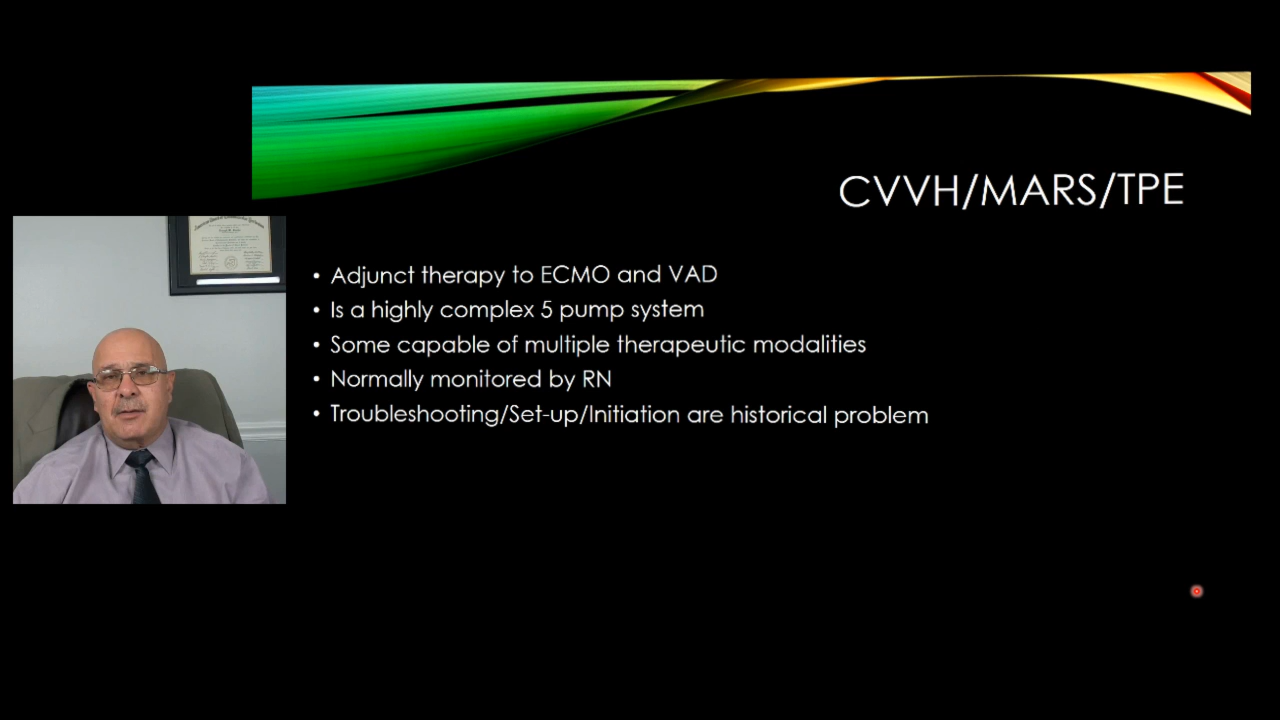 CVVH/MARS/TPE
• Adjunct therapy to ECMO and VAD
• Is a highly complex 5 pump system
• Some capable of multiple therapeutic modalities
• Normally monitored by RN
• Troubleshooting/Set-up/Initiation are historical problem